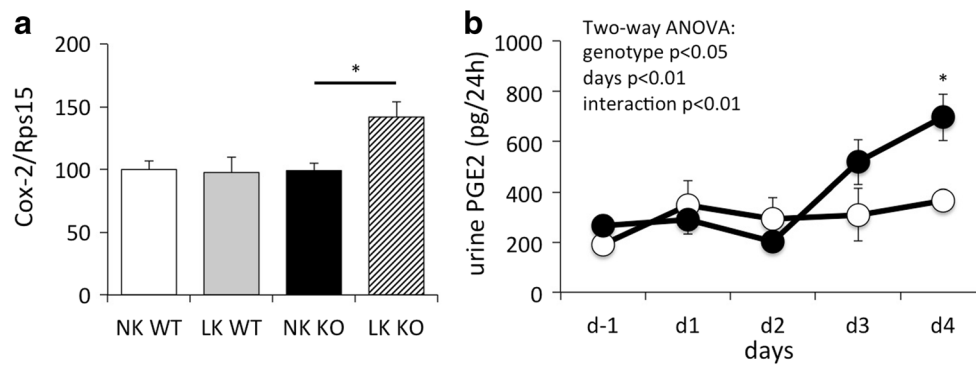 a
200
150
100
50
0
Cox-2/Rps15
*
NK WT LK WT NK KO LK KO
b
Two-way ANOVA:
genotype p<0.05
days p<0.01
interaction p<0.01
1000
800
600
400
200
0
urine PGE2 (pg/24h)
*
d-1 d1 d2 d3 d4
days